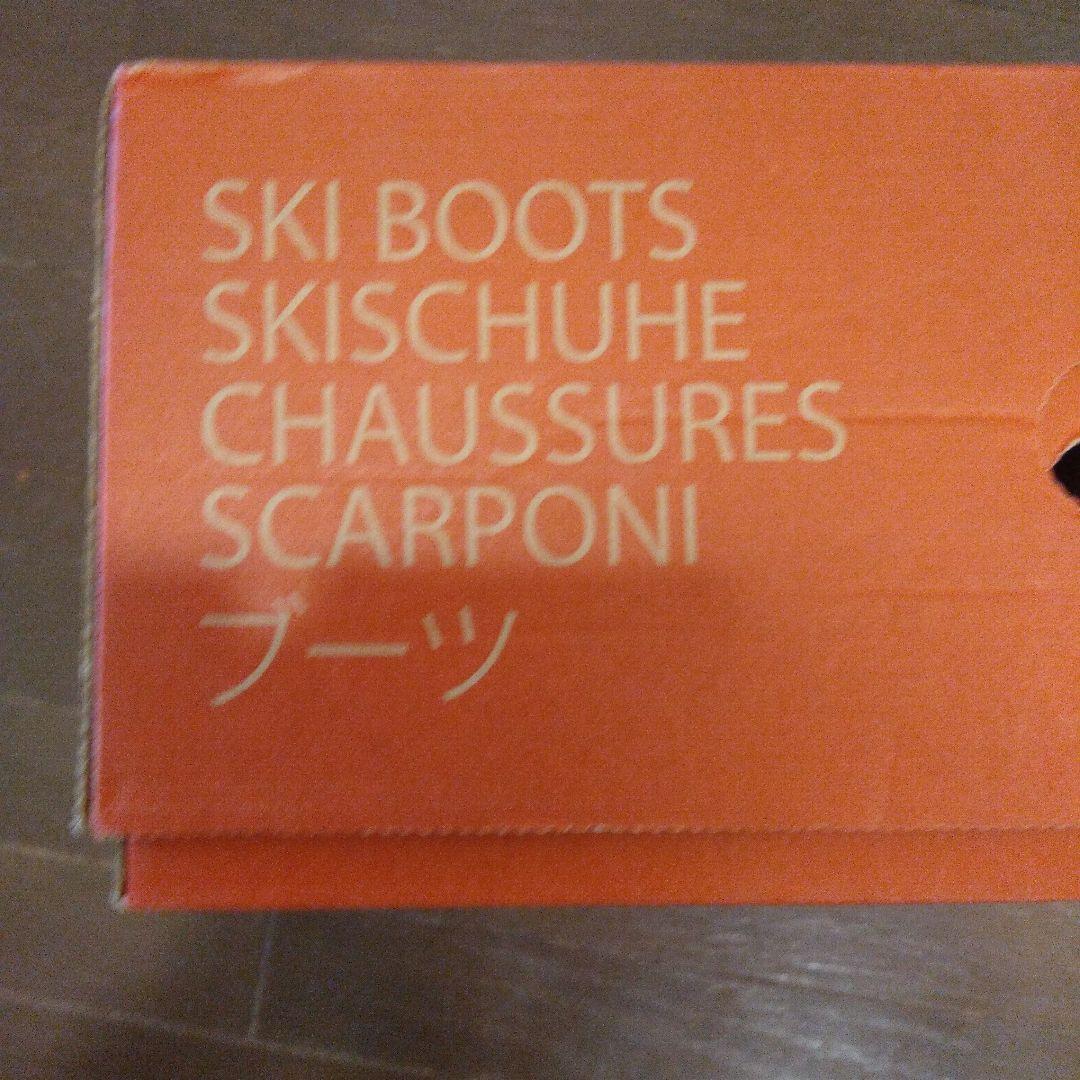 SKI BOOTS
SKISCHUHE
CHAUSSURES
SCARPONI
ブーツ